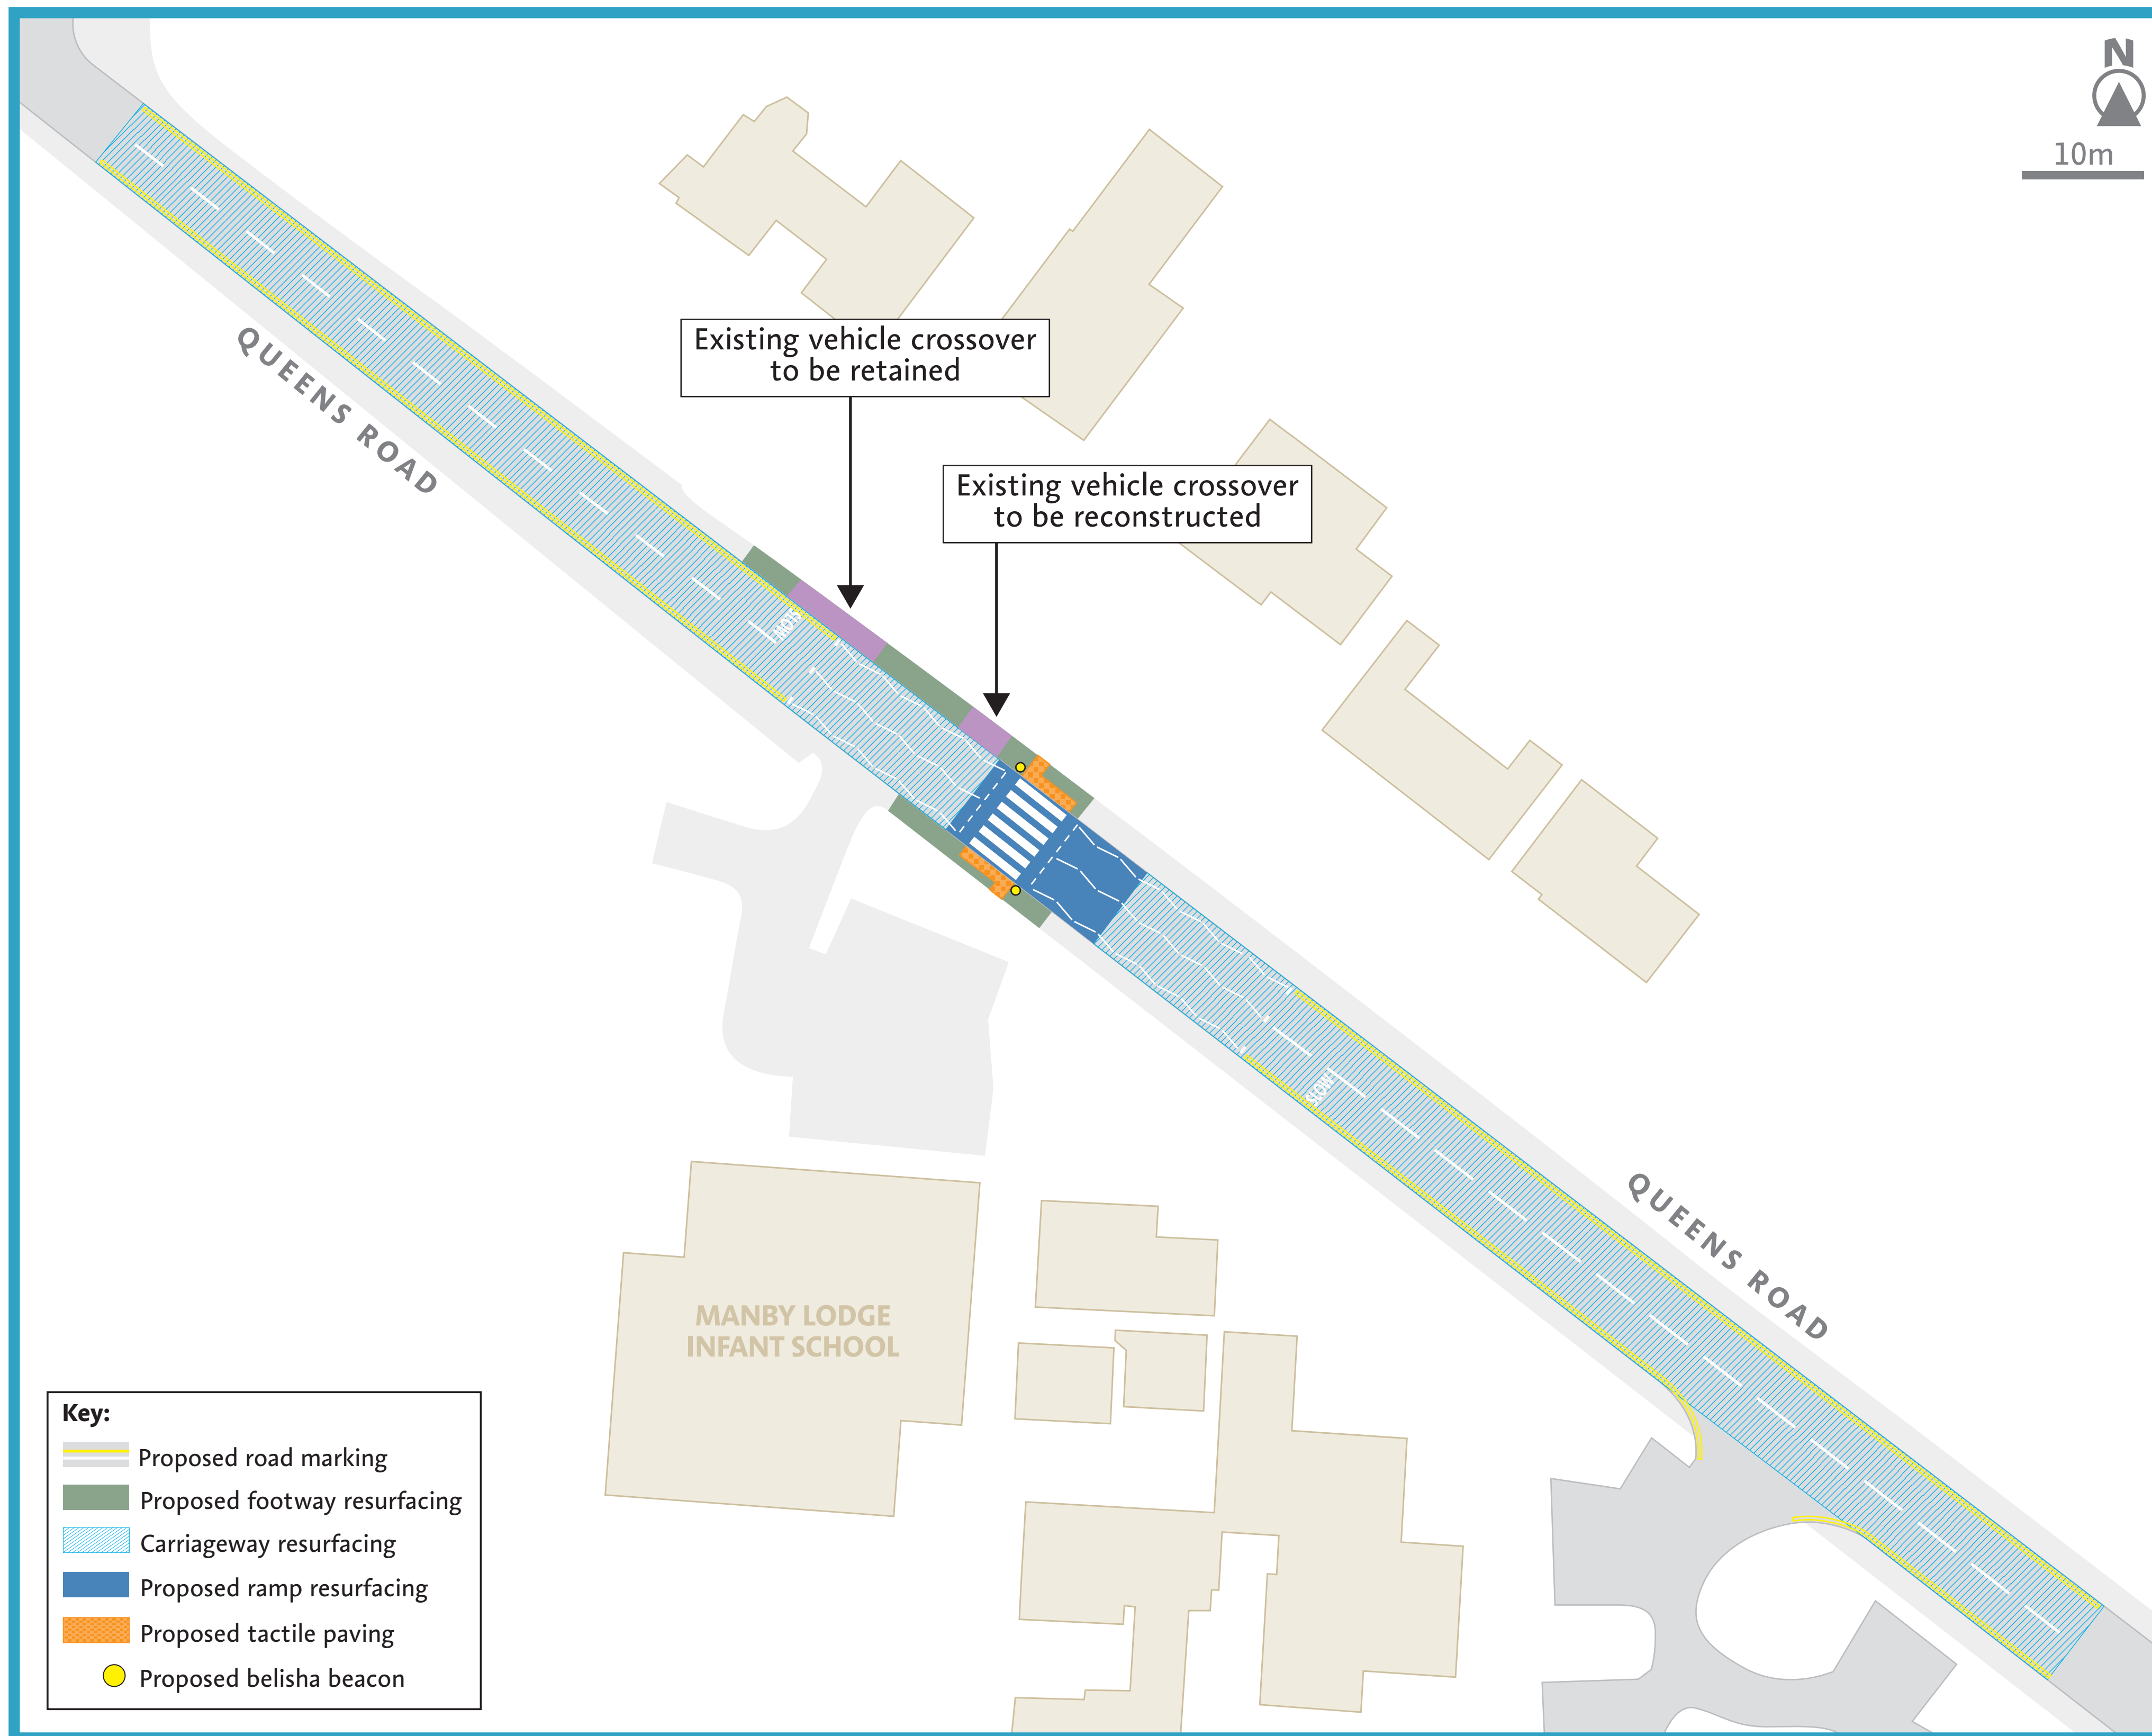 N
10m
QUEENS ROAD
Existing vehicle crossover
to be retained
Existing vehicle crossover
to be reconstructed
SLOW
SLOW
QUEENS ROAD
MANBY LODGE
INFANT SCHOOL
Key:
Proposed road marking
Proposed footway resurfacing
Carriageway resurfacing
Proposed ramp resurfacing
Proposed tactile paving
Proposed belisha beacon